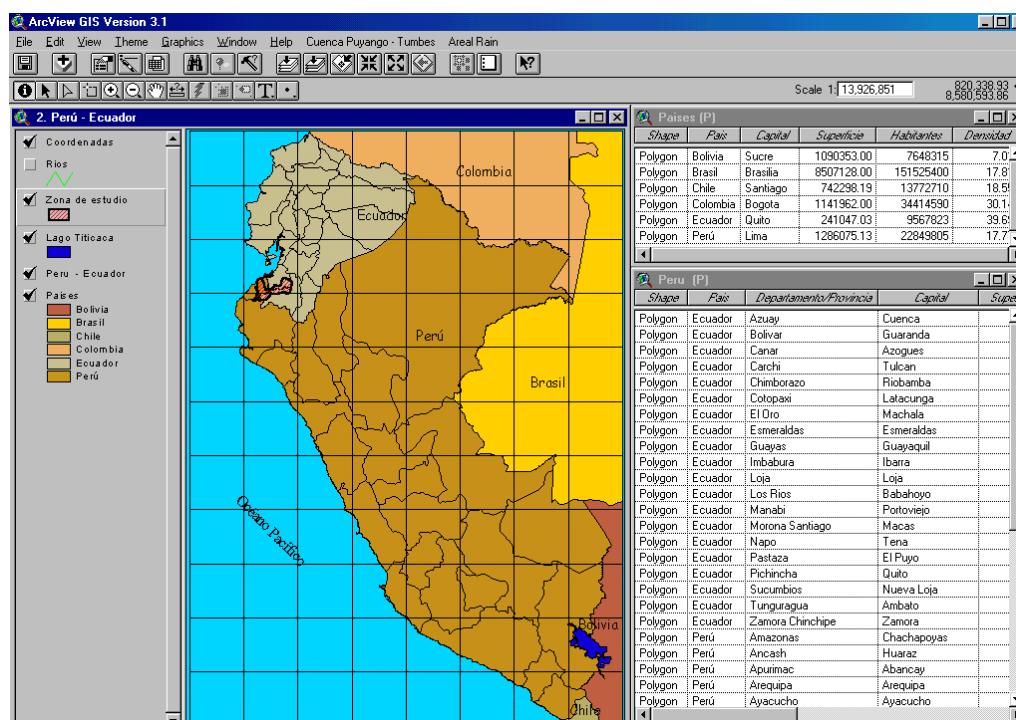 ArcView GIS Version 3.1
File Edit View Theme Graphics Window Help Cuenca Puyango - Tumbes Areal Rain
Scale 1: 13,926,851
820,338.93
8,580,593.86
2. Perú - Ecuador
Coordenadas
Rios
Zona de estudio
Lago Titicaca
Peru - Ecuador
Paises
Bolivia
Brasil
Chile
Colombia
Ecuador
Perú
Colombia
Ecuador
Perú
Brasil
Océano Pacífico
Bolivia
Chile
Paises (P)
Shape Pais Capital Superficie Habitantes Densidad
Polygon Bolivia Sucre 1090353.00 7648315 7.0
Polygon Brasil Brasilia 8507128.00 151525400 17.8
Polygon Chile Santiago 742298.19 13772710 18.5
Polygon Colombia Bogota 1141962.00 34414590 30.1
Polygon Ecuador Quito 241047.03 9567823 39.6
Polygon Perú Lima 1286075.13 22849805 17.7
Peru (P)
Shape Pais Departamento/Provincia Capital Supe
Polygon Ecuador Azuay Cuenca
Polygon Ecuador Bolivar Guaranda
Polygon Ecuador Canar Azogues
Polygon Ecuador Carchi Tulcan
Polygon Ecuador Chimborazo Riobamba
Polygon Ecuador Cotopaxi Latacunga
Polygon Ecuador El Oro Machala
Polygon Ecuador Esmeraldas Esmeraldas
Polygon Ecuador Guayas Guayaquil
Polygon Ecuador Imbabura Ibarra
Polygon Ecuador Loja Loja
Polygon Ecuador Los Rios Babahoyo
Polygon Ecuador Manabi Portoviejo
Polygon Ecuador Morona Santiago Macas
Polygon Ecuador Napo Tena
Polygon Ecuador Pastaza El Puyo
Polygon Ecuador Pichincha Quito
Polygon Ecuador Sucumbios Nueva Loja
Polygon Ecuador Tunguragua Ambato
Polygon Ecuador Zamora Chinchipe Zamora
Polygon Perú Amazonas Chachapoyas
Polygon Perú Ancash Huaraz
Polygon Perú Apurimac Abancay
Polygon Perú Arequipa Arequipa
Polygon Perú Ayacucho Ayacucho